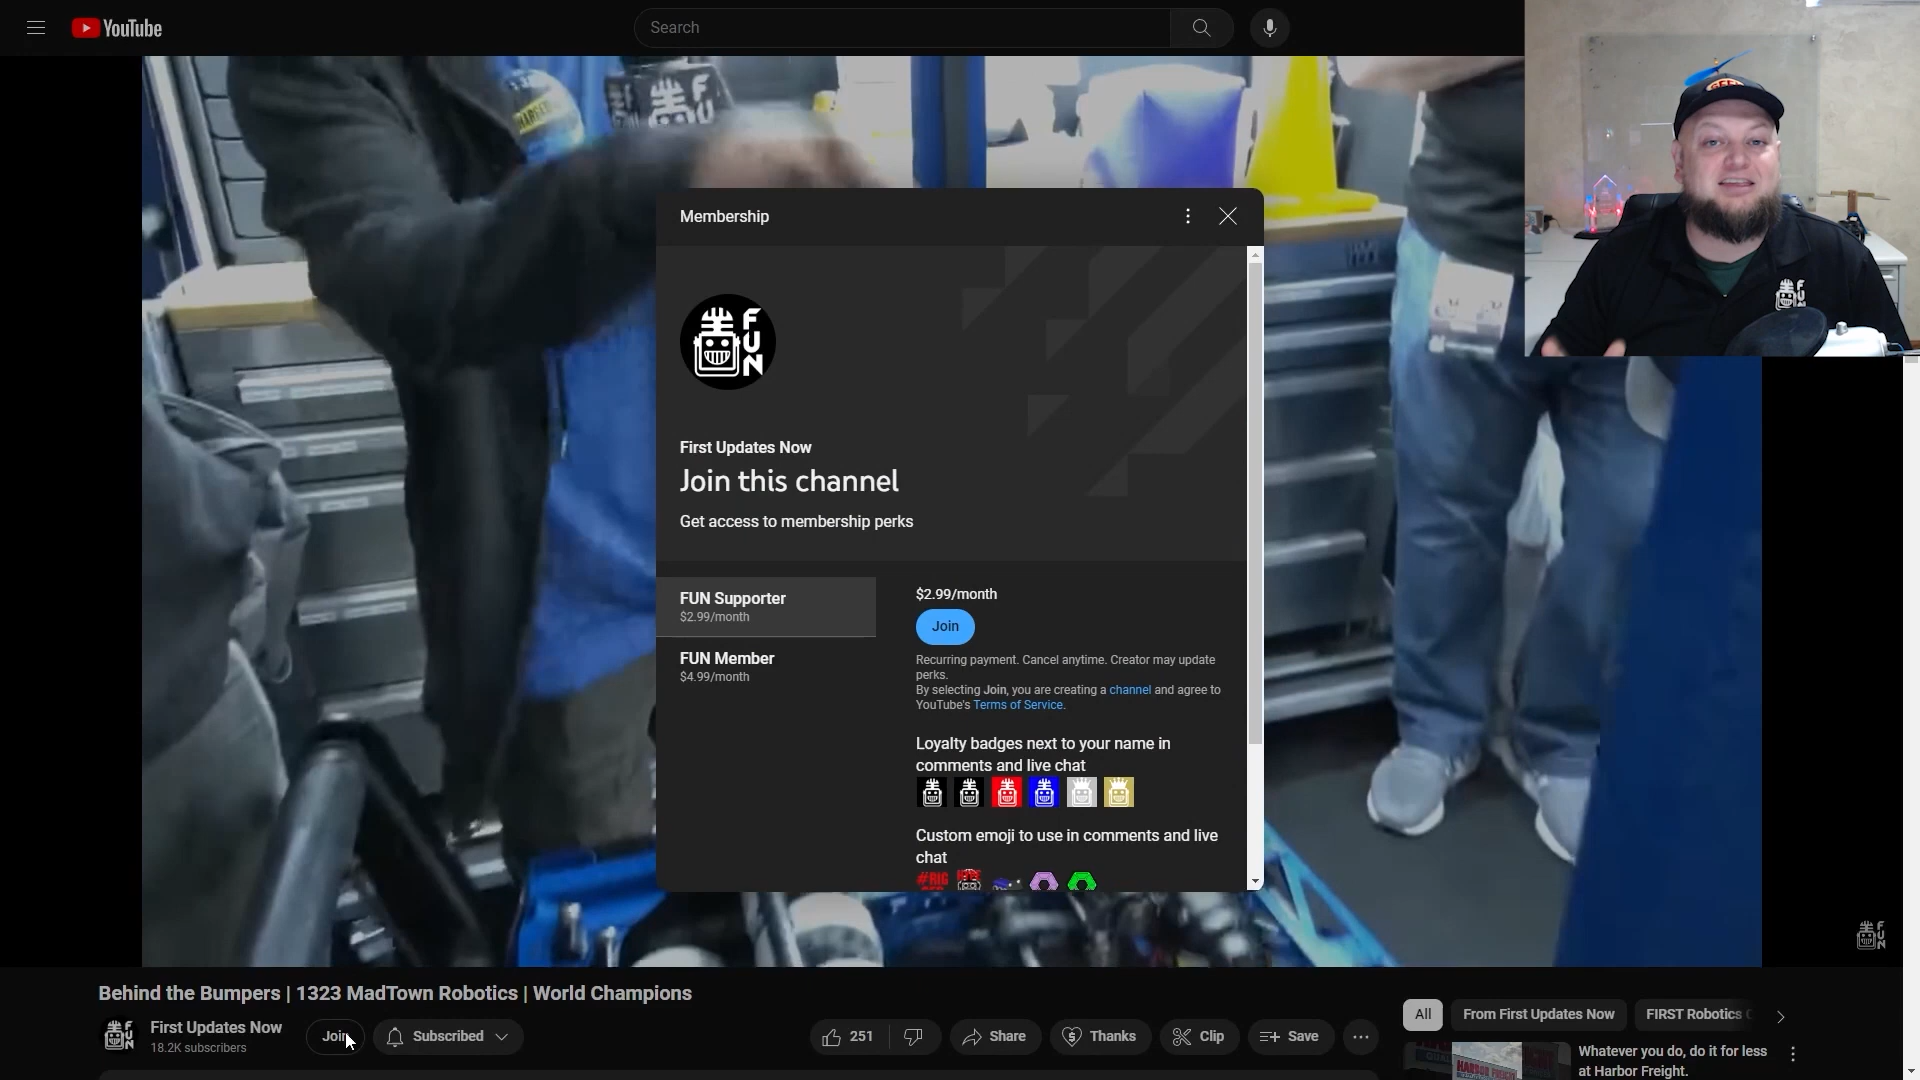 YouTube
Search
FUN
Membership
FUN
First Updates Now
Join this channel
Get access to membership perks
FUN Supporter
$2.99/month
FUN Member
$4.99/month
$2.99/month
Join
Recurring payment. Cancel anytime. Creator may update
perks.
By selecting Join, you are creating a channel and agree to
YouTube's Terms of Service.
Loyalty badges next to your name in
comments and live chat
Custom emoji to use in comments and live
chat
FUN
FUN
Behind the Bumpers | 1323 MadTown Robotics | World Champions
First Updates Now
18.2K subscribers
Join
Subscribed
251
Share
Thanks
Clip
Save
All
From First Updates Now
FIRST Robotics
Whatever you do, do it for less
at Harbor Freight.